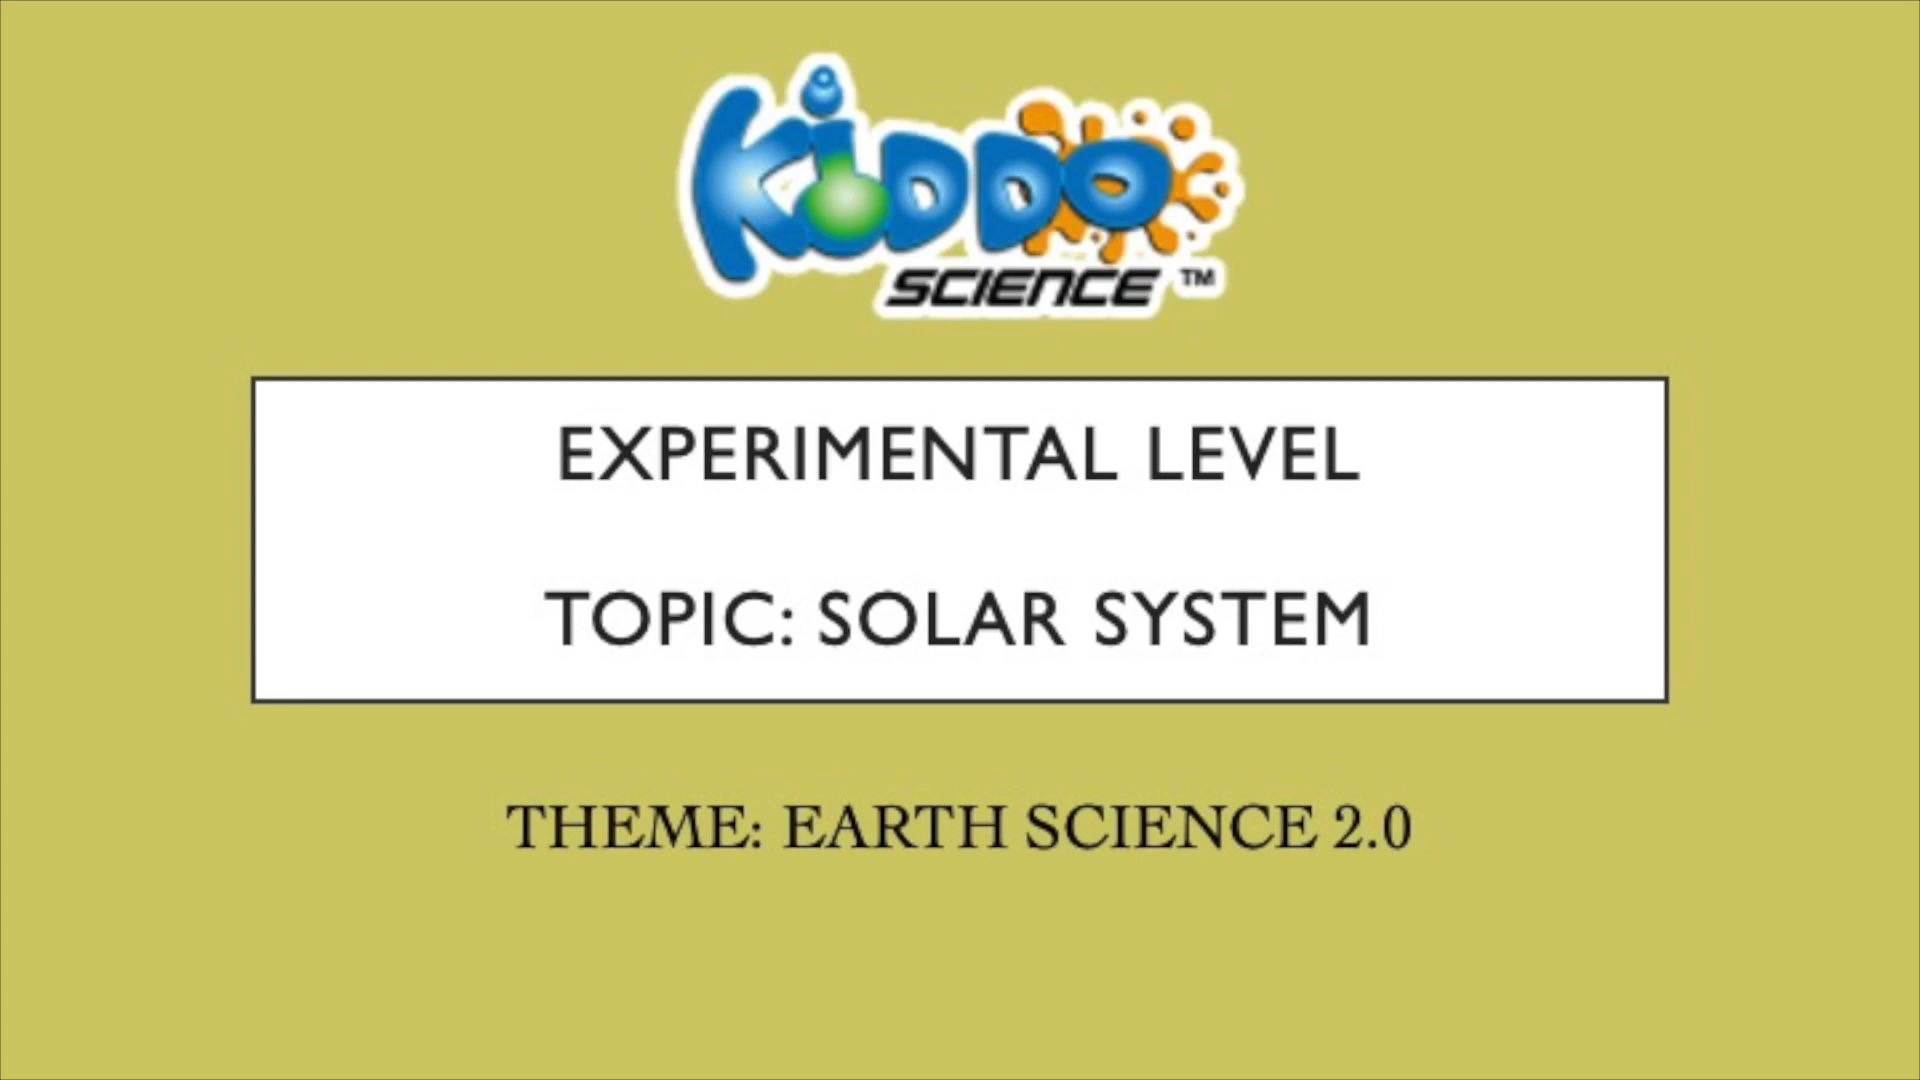 KiDDO
SCIENCE ™
EXPERIMENTAL LEVEL
TOPIC: SOLAR SYSTEM
THEME: EARTH SCIENCE 2.0